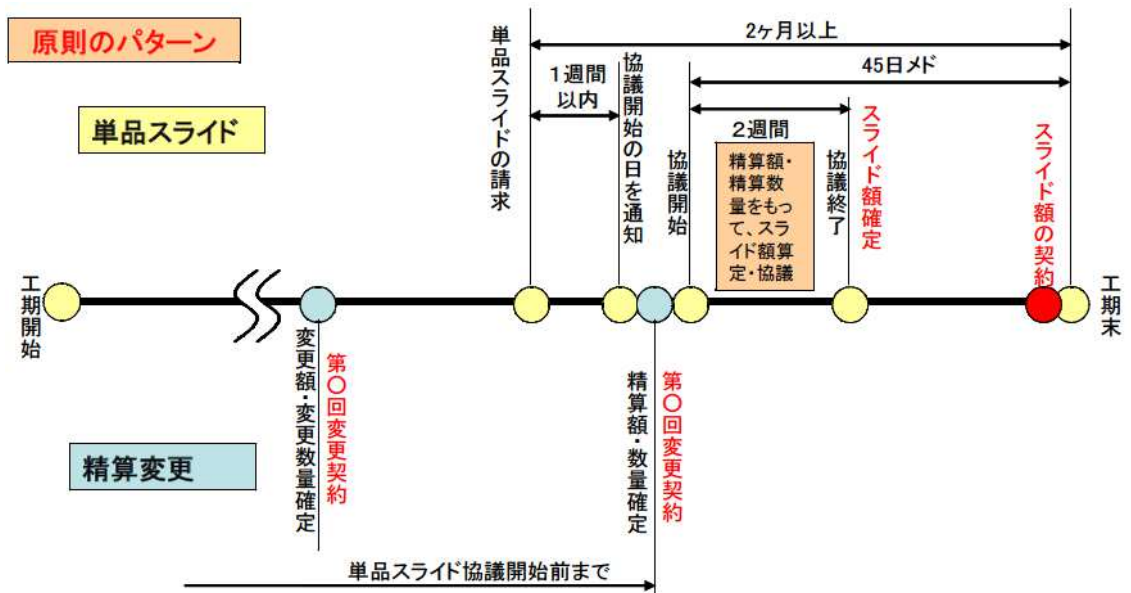 原則のパターン
単品スライド
単品スライドの請求
2ヶ月以上
1週間
以内
協議開始の日を通知
45日メド
協議開始
2週間
精算額・
精算数
量をもっ
て、スラ
イド額算
定・協議
協議終了
スライド額確定
スライド額の契約
工期開始
工期末
変更額・変更数量確定
第〇回変更契約
精算額・数量確定
第〇回変更契約
精算変更
単品スライド協議開始前まで